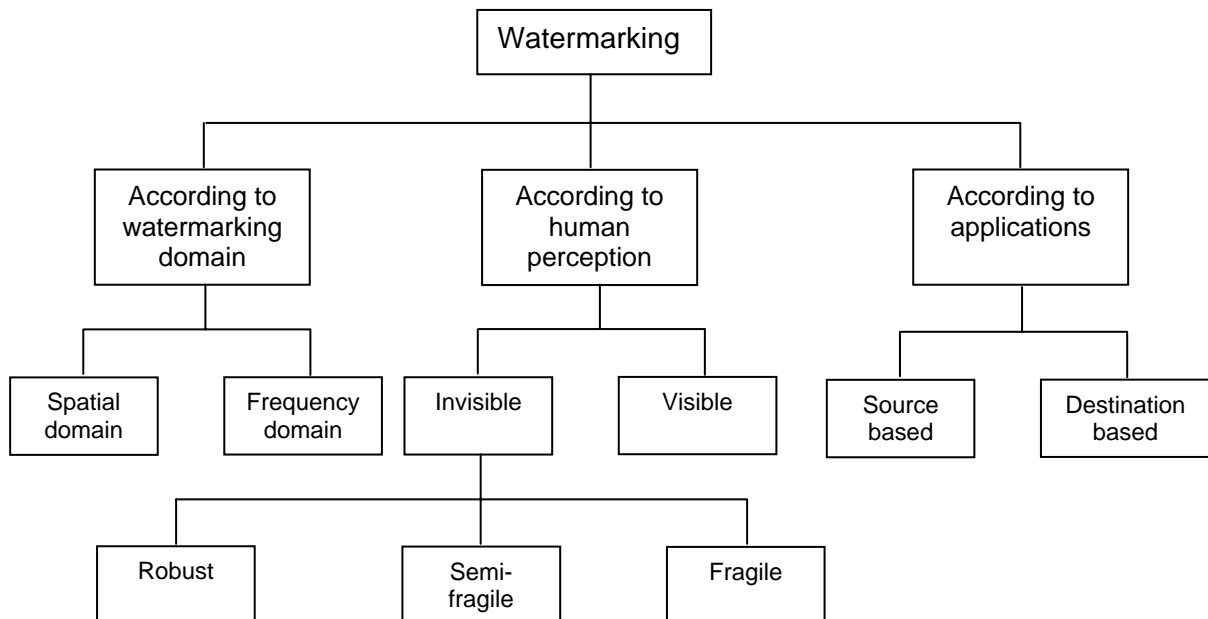 Watermarking
According to
watermarking
domain
According to
human
perception
According to
applications
Spatial
domain
Frequency
domain
Invisible
Visible
Source
based
Destination
based
Robust
Semi-
fragile
Fragile